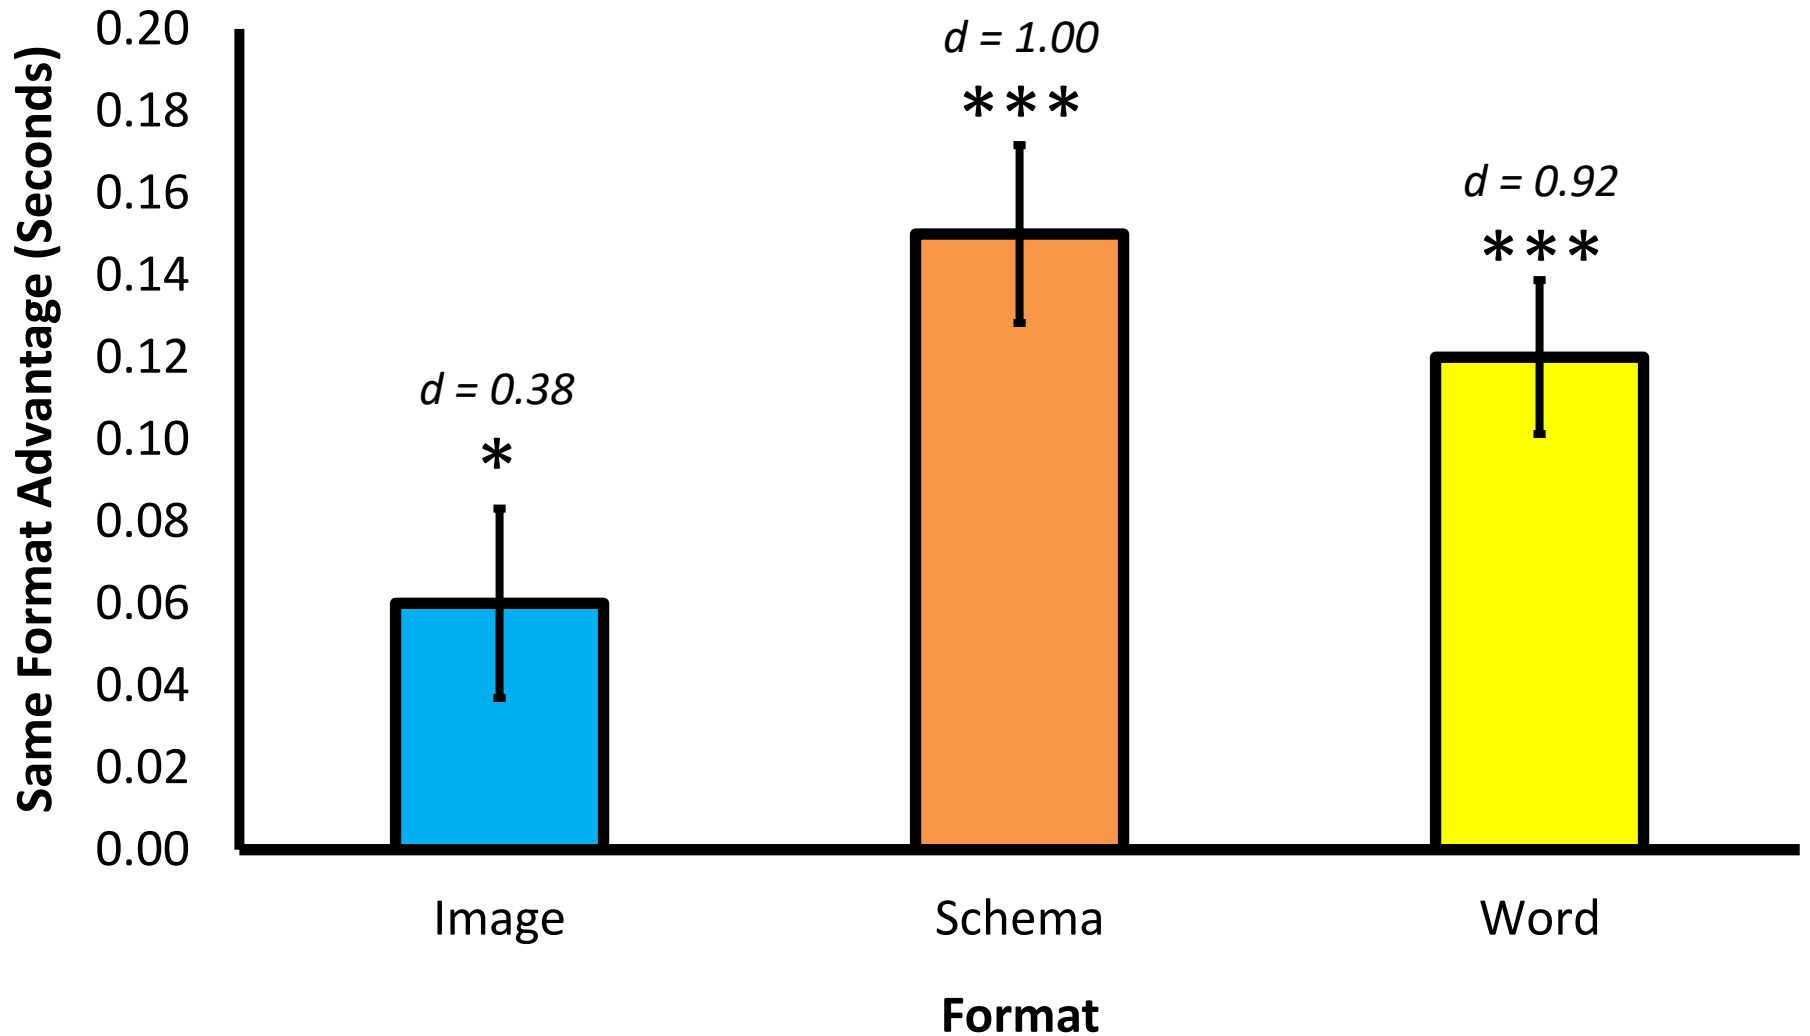 Same Format Advantage (Seconds)
0.20
0.18
0.16
0.14
0.12
0.10
0.08
0.06
0.04
0.02
0.00
d = 0.38
*
d = 1.00
***
d = 0.92
***
Image
Schema
Word
Format